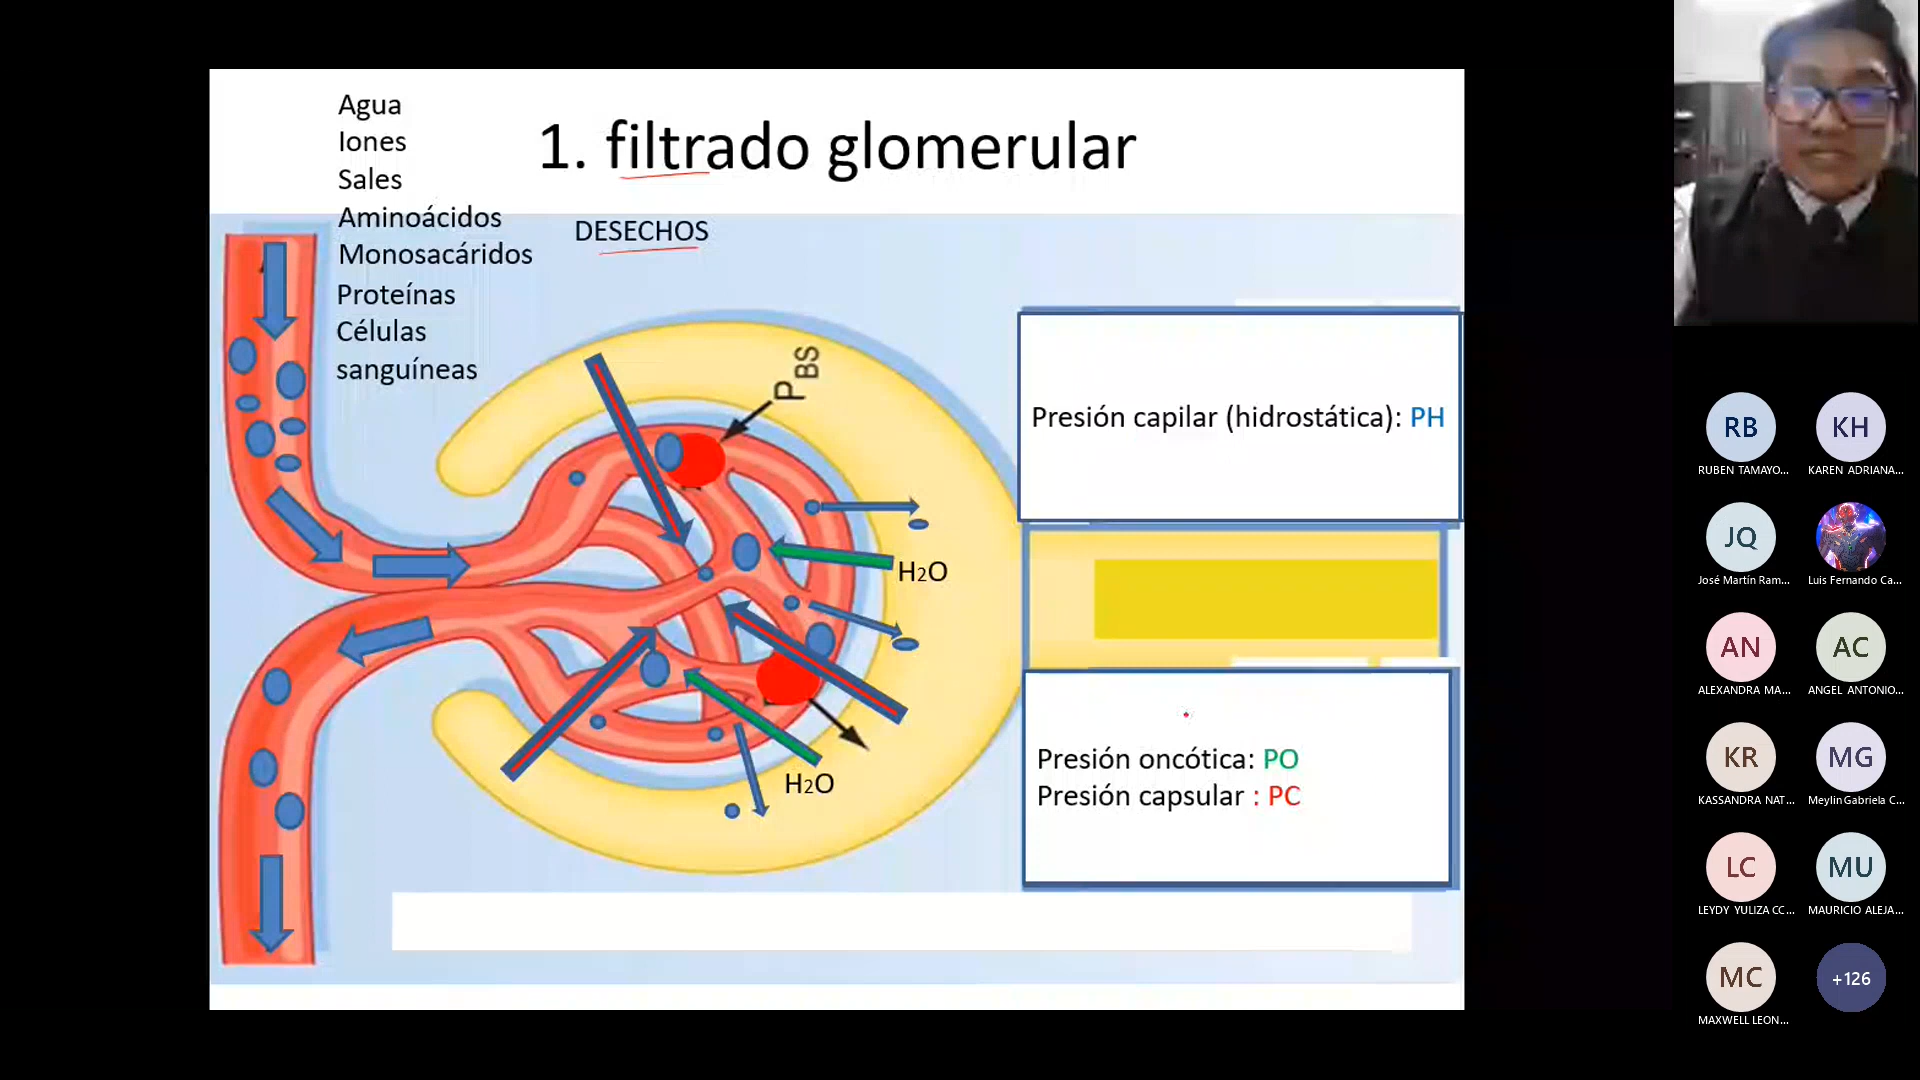 Agua
Iones
Sales
1. filtrado glomerular
Aminoácidos
Monosacáridos
DESECHOS
Proteínas
Células
sanguíneas
PBS
H2O
H2O
Presión capilar (hidrostática): PH
Presión oncótica: PO
Presión capsular : PC
RB
RUBEN TAMAYO...
KH
KAREN ADRIANA...
JQ
José Martín Ram...
Luis Fernando Ca...
AN
ALEXANDRA MA...
AC
ANGEL ANTONIO...
KR
KASSANDRA NAT...
MG
Meylin Gabriela C...
LC
LEYDY YULIZA CC...
MU
MAURICIO ALEJA...
MC
MAXWELL LEON...
+126